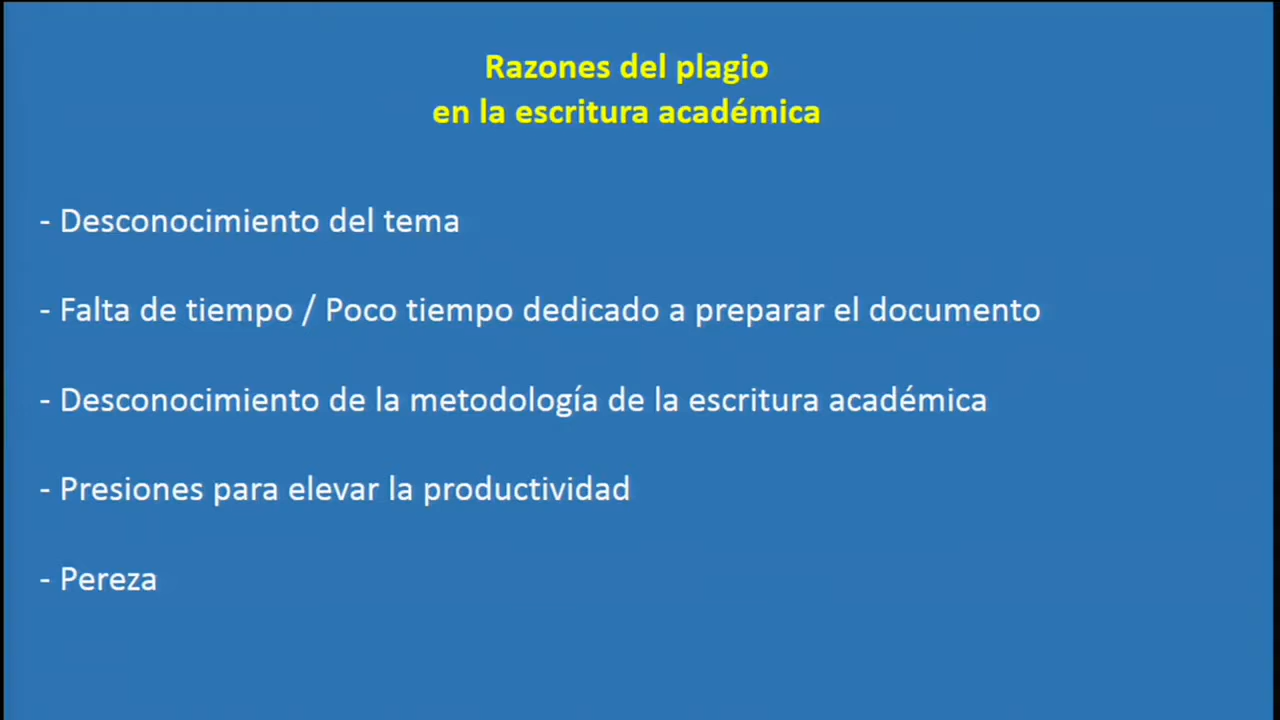 Razones del plagio
en la escritura académica
- Desconocimiento del tema
- Falta de tiempo / Poco tiempo dedicado a preparar el documento
- Desconocimiento de la metodología de la escritura académica
- Presiones para elevar la productividad
- Pereza